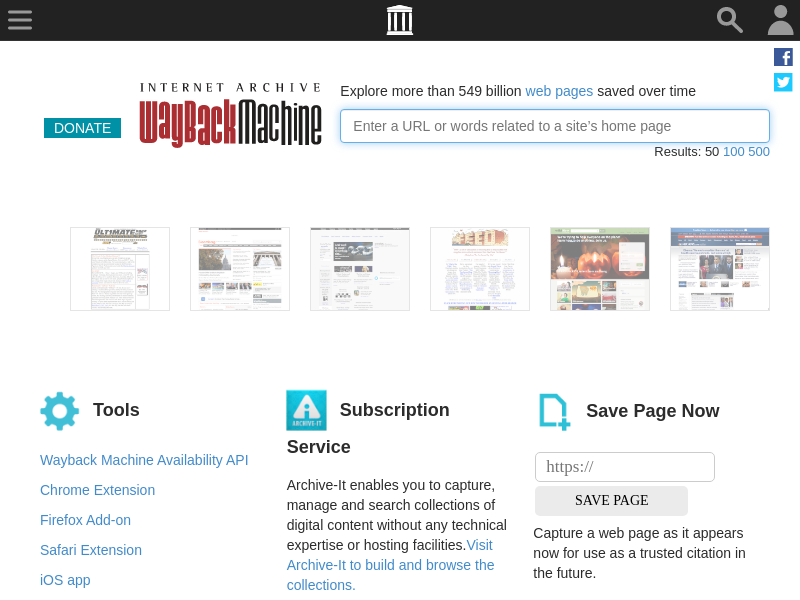 INTERNET ARCHIVE
WayBackMachine
DONATE
Explore more than 549 billion web pages saved over time
Enter a URL or words related to a site's home page
Results: 50 100 500
Tools
Wayback Machine Availability API
Chrome Extension
Firefox Add-on
Safari Extension
iOS app
ARCHIVE-IT
Subscription
Service
Archive-It enables you to capture,
manage and search collections of
digital content without any technical
expertise or hosting facilities.Visit
Archive-It to build and browse the
collections.
Save Page Now
https://
SAVE PAGE
Capture a web page as it appears
now for use as a trusted citation in
the future.